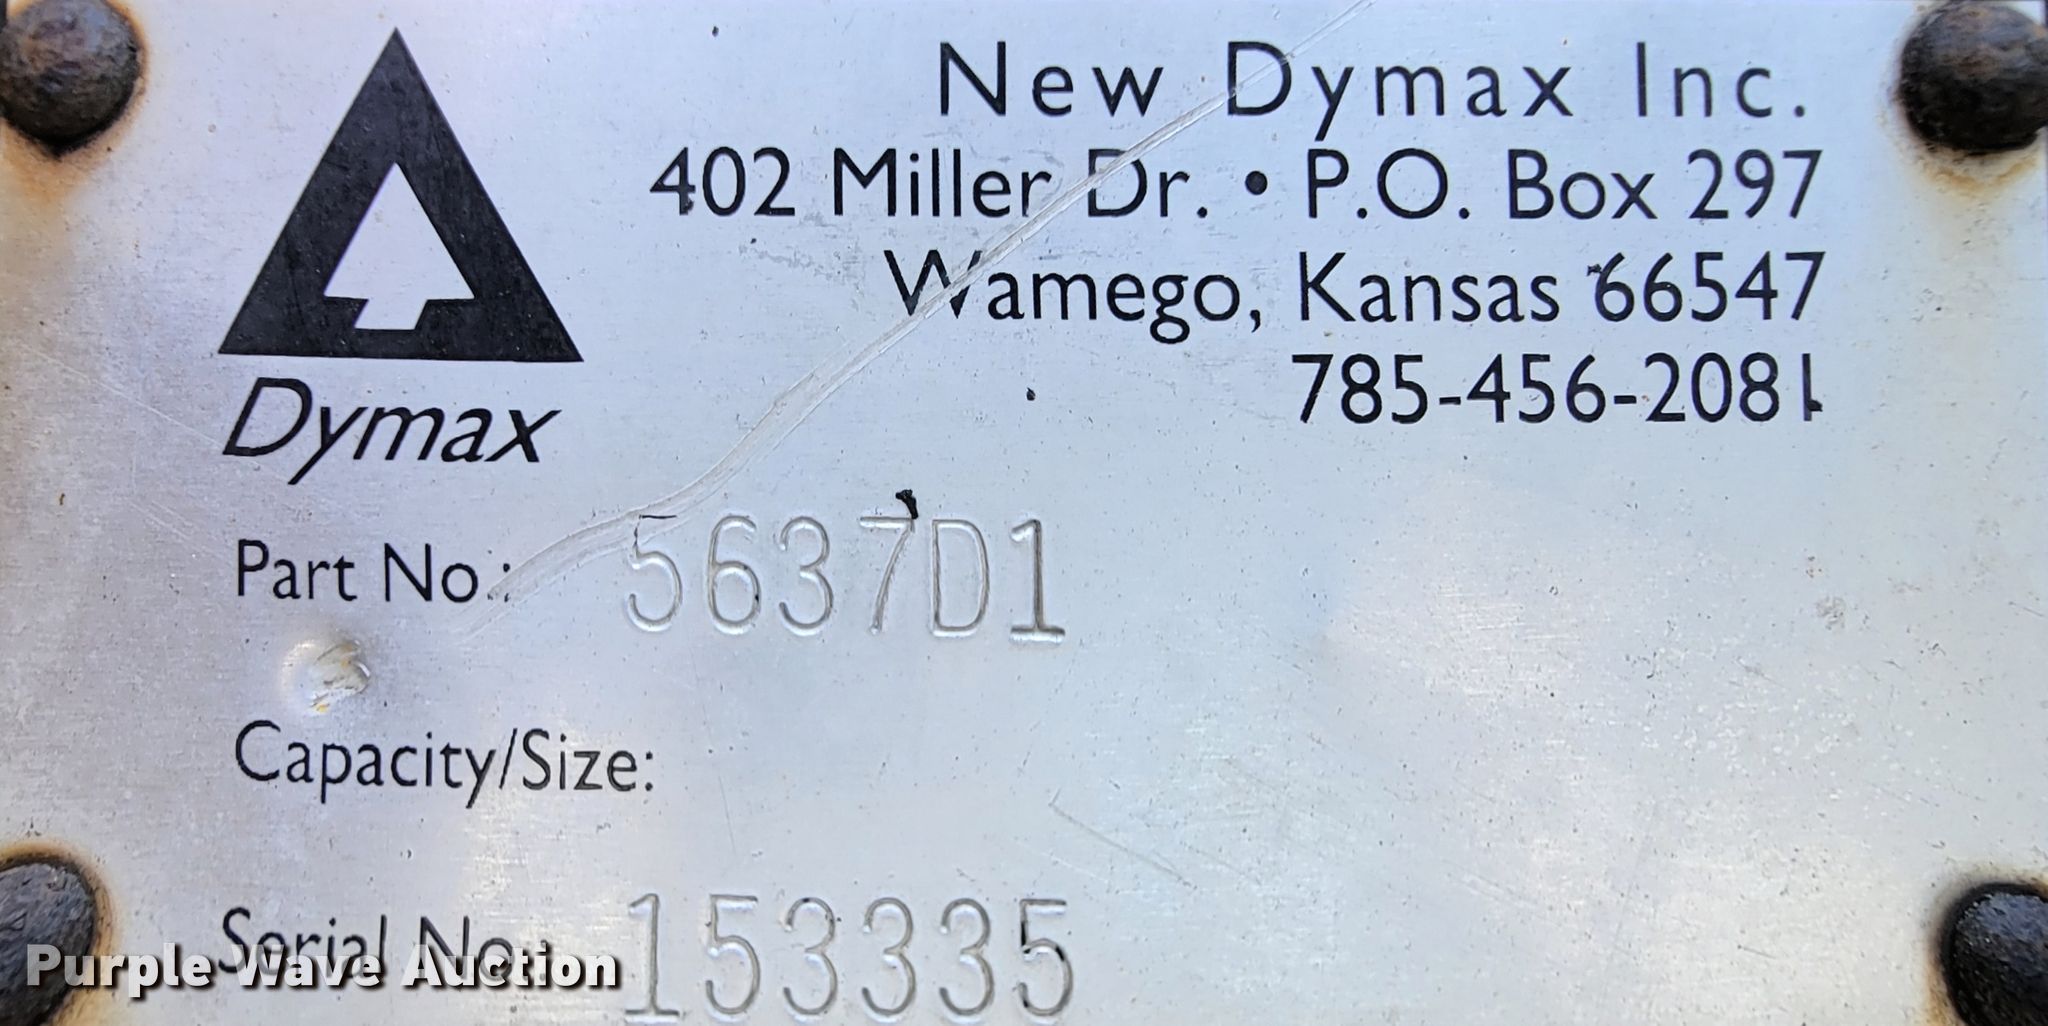 New Dymax Inc.
402 Miller Dr. • P.O. Box 297
Wamego, Kansas 66547
785-456-2081
Dymax
Part No.: 5637D1
Capacity/Size:
Serial No.: 153335
Purple Wave Auction